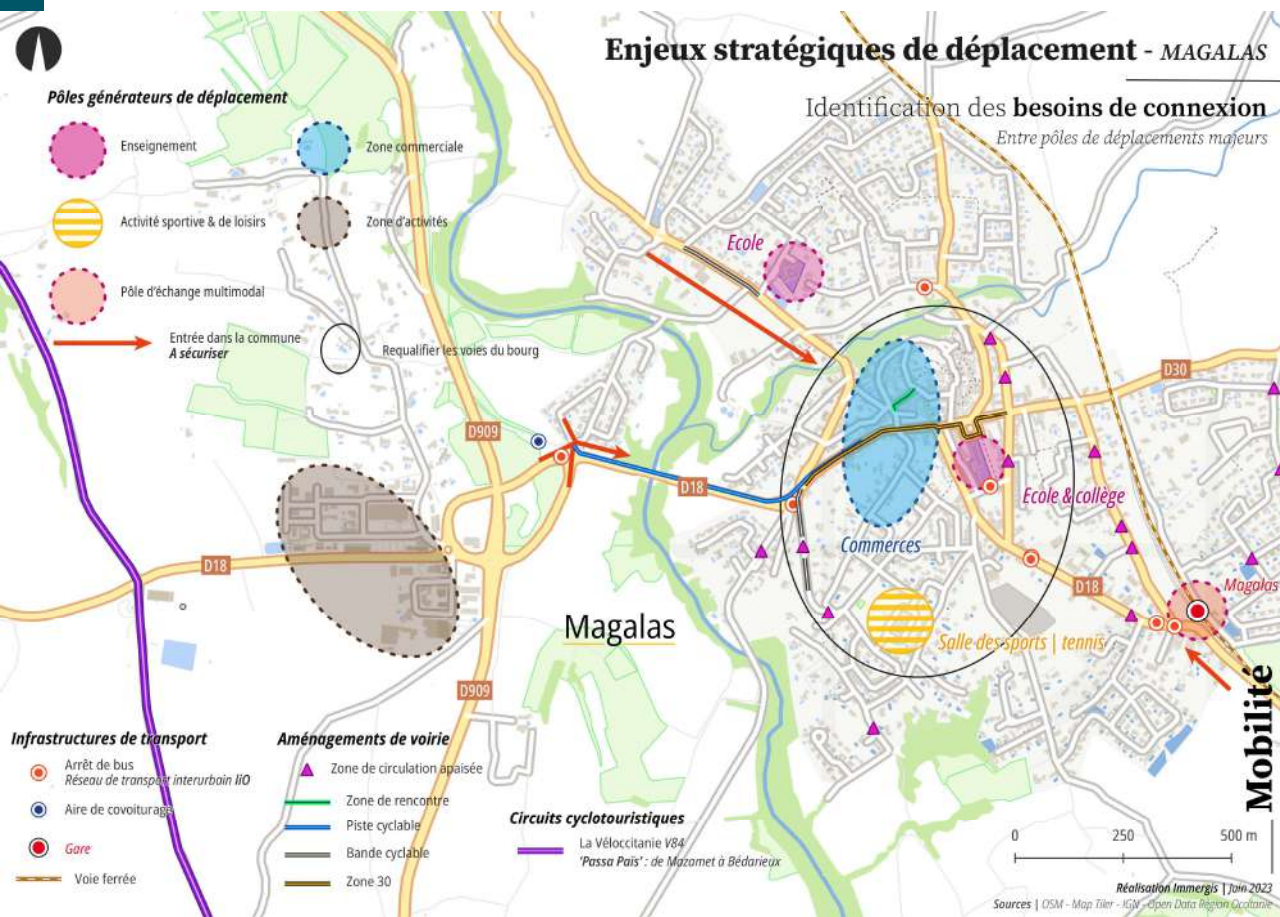 Enjeux stratégiques de déplacement - MAGALAS
Identification des besoins de connexion
Entre pôles de déplacements majeurs
Pôles générateurs de déplacement
Enseignement
Zone commerciale
Activité sportive & de loisirs
Zone d'activités
Pôle d'échange multimodal
Entrée dans la commune
A sécuriser
Requalifier les voies du bourg
Ecole
D30
D909
D18
Ecole & collège
Commerces
D18
D18
Magalas
Magalas
Salle des sports | tennis
D909
Mobilité
Infrastructures de transport
Arrêt de bus
Réseau de transport interurbain liO
Aire de covoiturage
Gare
Voie ferrée
Aménagements de voirie
Zone de circulation apaisée
Zone de rencontre
Piste cyclable
Bande cyclable
Zone 30
Circuits cyclotouristiques
La Véloccitanie V84
'Passa Païs' : de Mazamet à Bédarieux
0 250 500 m
Réalisation Immergis | Juin 2023
Sources | OSM - Map Tiler - IGN - Open Data Région Occitanie